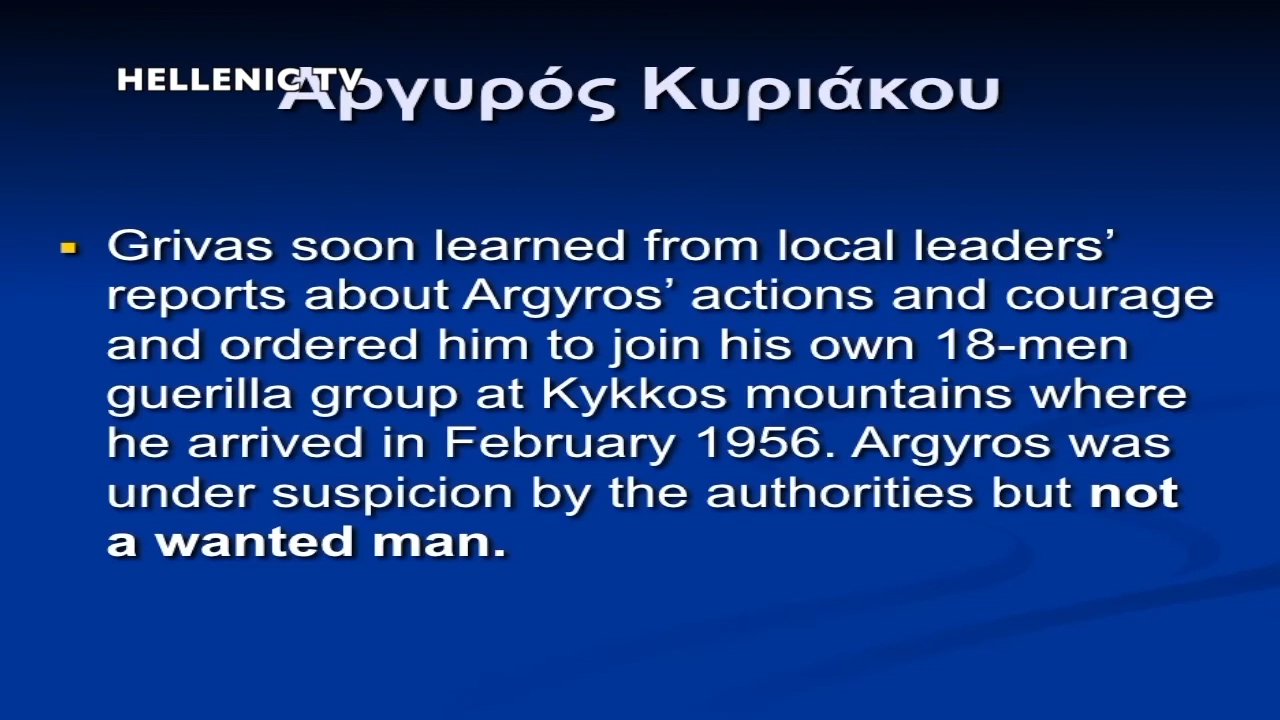 HELLENIC TV
Αργυρός Κυριάκου
Grivas soon learned from local leaders’
reports about Argyros’ actions and courage
and ordered him to join his own 18-men
guerilla group at Kykkos mountains where
he arrived in February 1956. Argyros was
under suspicion by the authorities but not
a wanted man.